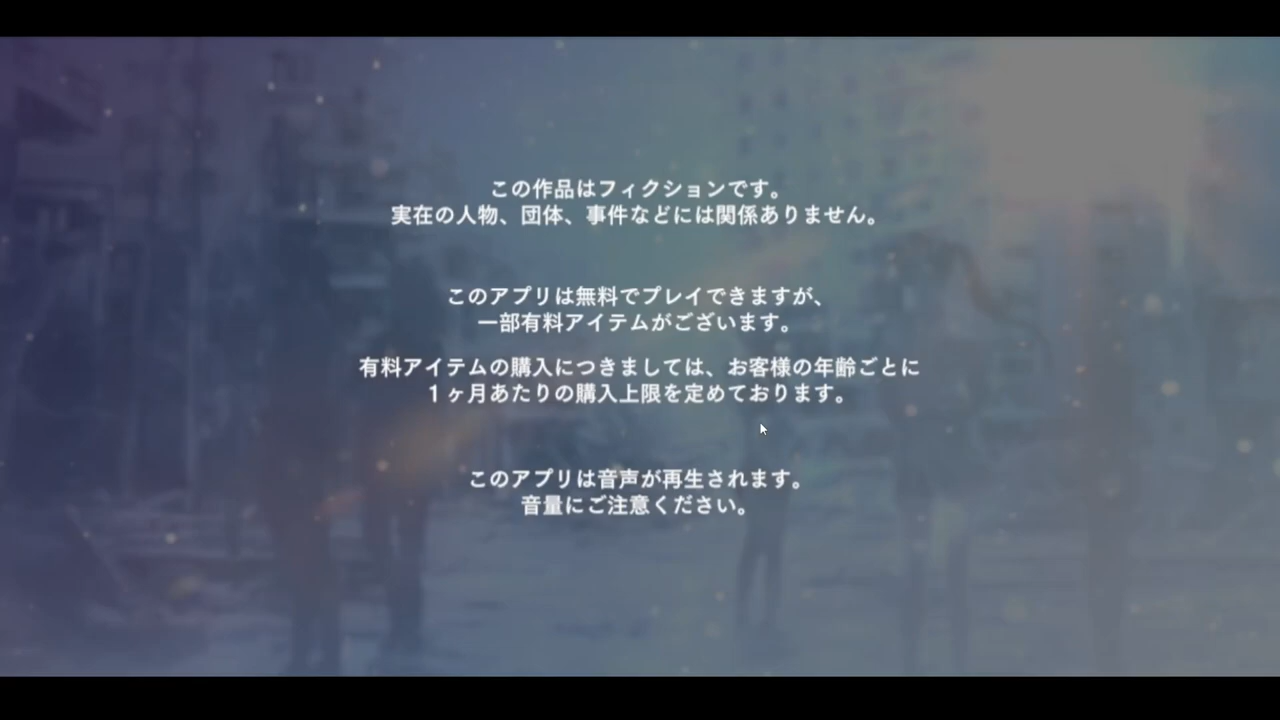 この作品はフィクションです。
実在の人物、団体、事件などには関係ありません。
このアプリは無料でプレイできますが、
一部有料アイテムがございます。
有料アイテムの購入につきましては、お客様の年齢ごとに
１ヶ月あたりの購入上限を定めております。
このアプリは音声が再生されます。
音量にご注意ください。